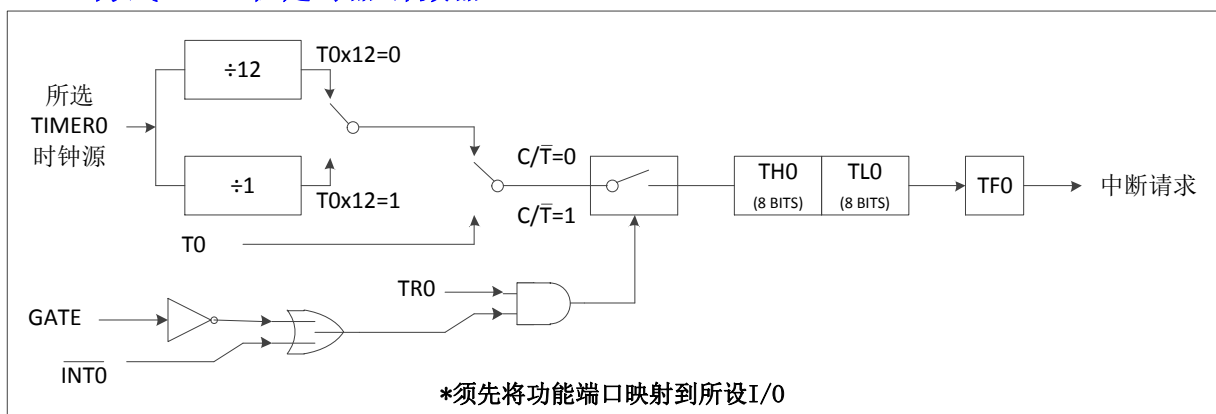 ÷12
T0x12=0
所选
TIMER0
时钟源
÷1
T0x12=1
C/T̅=0
C/T̅=1
TH0
(8 BITS)
TL0
(8 BITS)
TF0
中断请求
T0
TR0
GATE
I̅N̅T̅0̅
*须先将功能端口映射到所设I/O